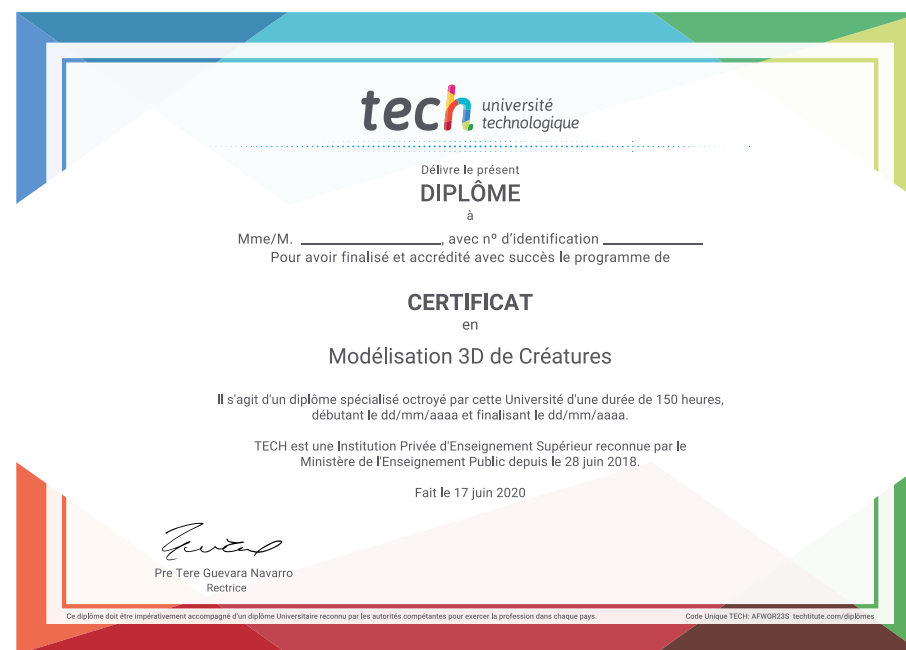 tech université
technologique
Délivre le présent
DIPLÔME
à
Mme/M. ____________________, avec nº d'identification ______________
Pour avoir finalisé et accrédité avec succès le programme de
CERTIFICAT
en
Modélisation 3D de Créatures
Il s'agit d'un diplôme spécialisé octroyé par cette Université d'une durée de 150 heures,
débutant le dd/mm/aaaa et finalisant le dd/mm/aaaa.
TECH est une Institution Privée d'Enseignement Supérieur reconnue par le
Ministère de l'Enseignement Public depuis le 28 juin 2018.
Fait le 17 juin 2020
Pre Tere Guevara Navarro
Rectrice
Ce diplôme doit être impérativement accompagné d'un diplôme Universitaire reconnu par les autorités compétentes pour exercer la profession dans chaque pays.
Code Unique TECH: AFWOR23S techtitute.com/diplômes